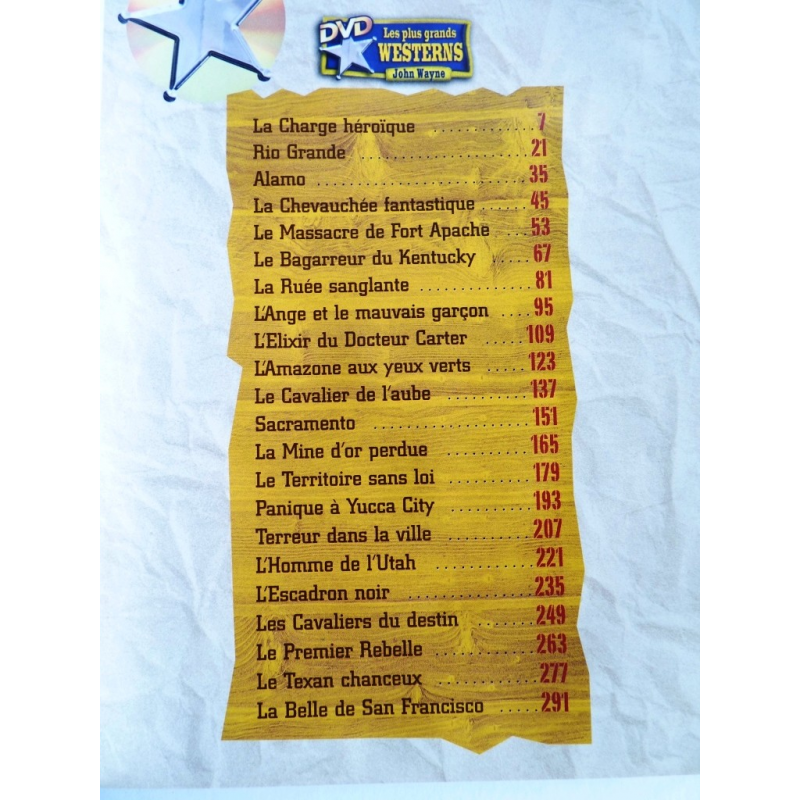 DVD Les plus grands
WESTERNS
John Wayne
La Charge héroïque ............ 7
Rio Grande ..................... 21
Alamo ........................... 35
La Chevauchée fantastique ..... 45
Le Massacre de Fort Apache ... 53
Le Bagarreur du Kentucky ..... 67
La Ruée sanglante ............. 81
L'Ange et le mauvais garçon .... 95
L'Elixir du Docteur Carter ..... 109
L'Amazone aux yeux verts ..... 123
Le Cavalier de l'aube .......... 137
Sacramento .................... 151
La Mine d'or perdue ........... 165
Le Territoire sans loi .......... 179
Panique à Yucca City .......... 193
Terreur dans la ville ........... 207
L'Homme de l'Utah ............ 221
L'Escadron noir ............... 235
Les Cavaliers du destin ....... 249
Le Premier Rebelle ............ 263
Le Texan chanceux ............ 277
La Belle de San Francisco ..... 291